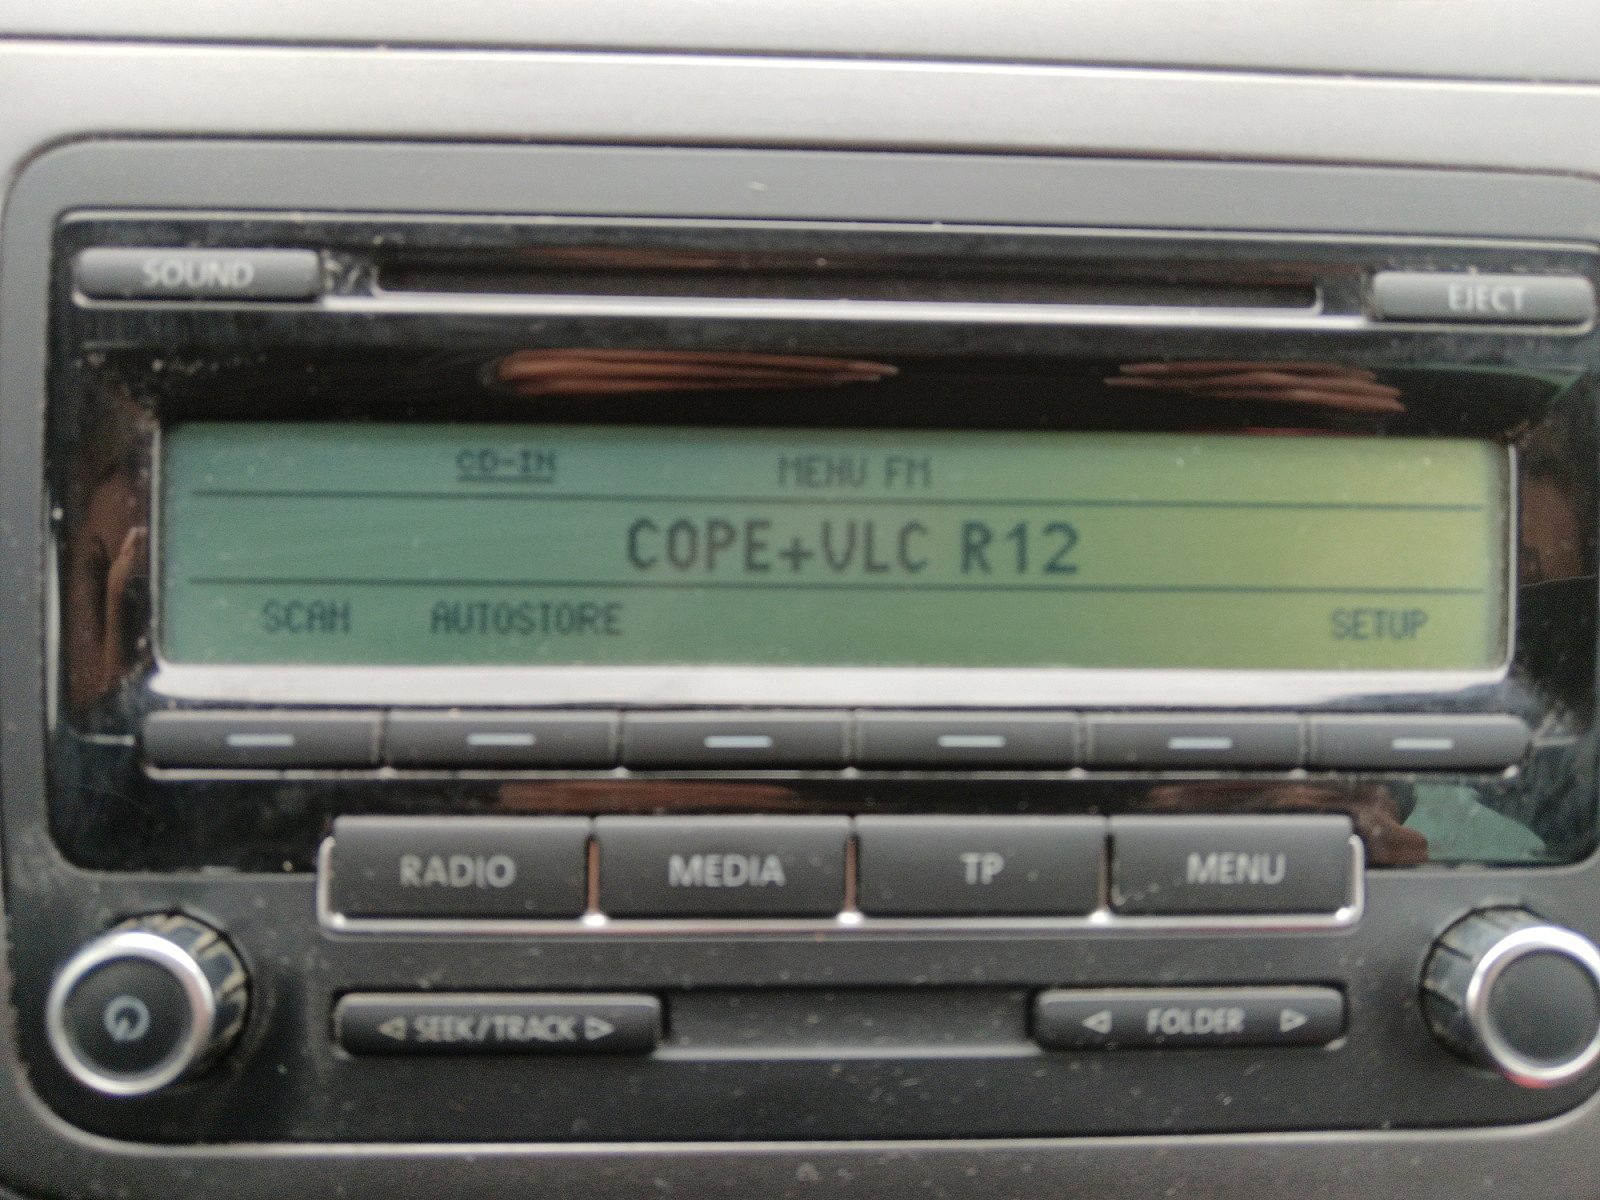 SOUND
EJECT
CD-IN MENU FM
COPE+VLC R12
SCAN AUTOSTORE SETUP
RADIO MEDIA TP MENU
SEEK/TRACK FOLDER